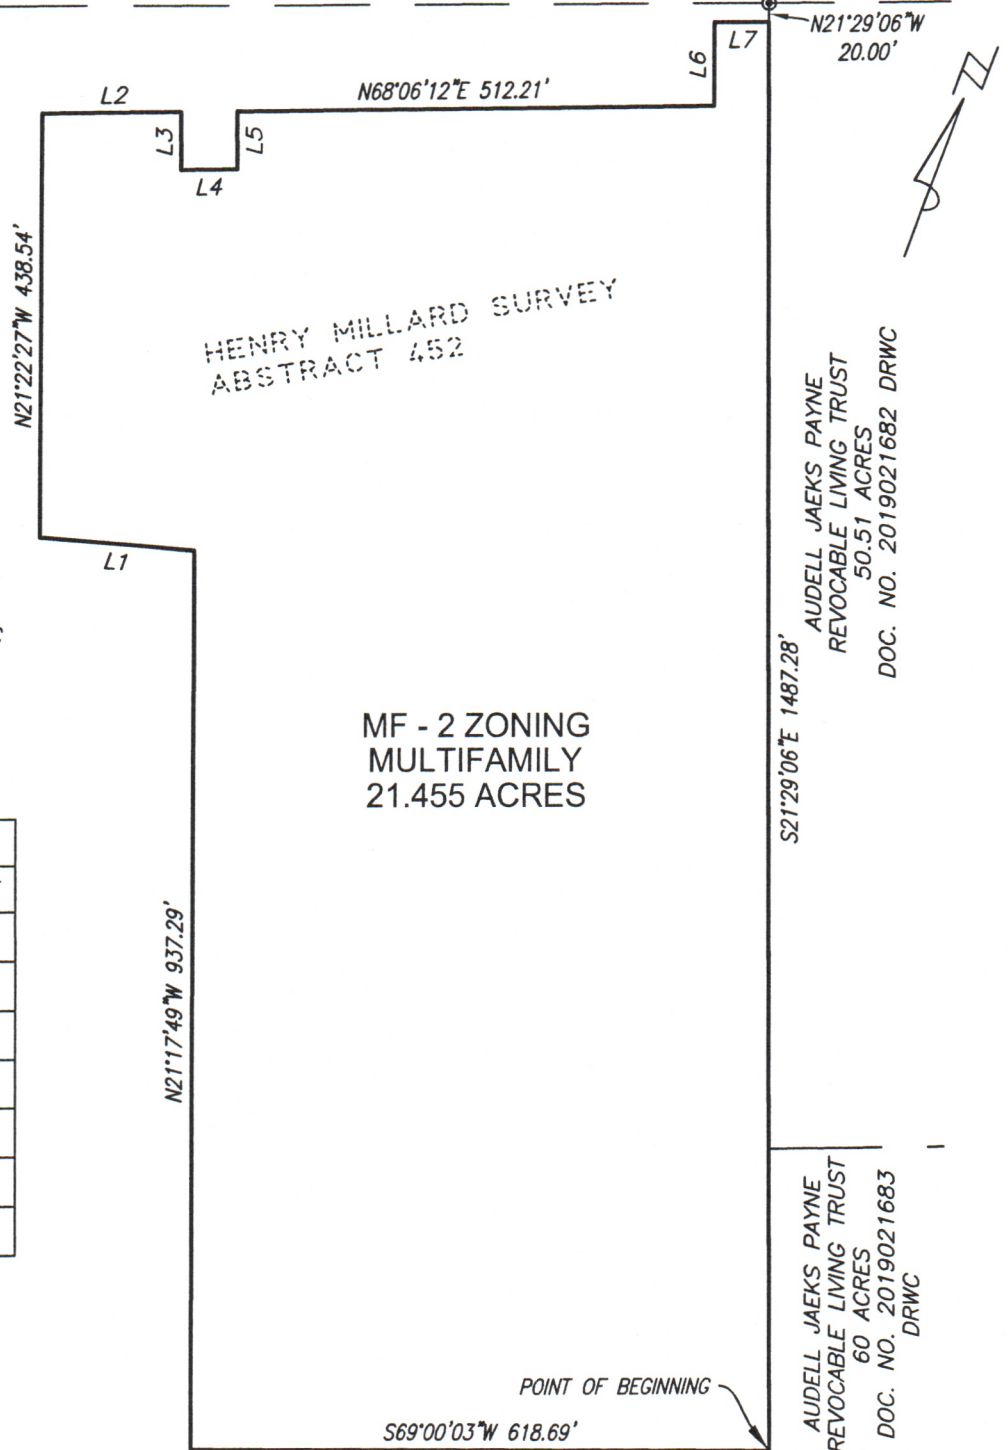 N21°29'06"W
20.00'
L7
L6
N68°06'12"E 512.21'
L2
L3
L5
L4
N21°22'27"W 438.54'
HENRY MILLARD SURVEY
ABSTRACT 452
AUDELL JAEKS PAYNE
REVOCABLE LIVING TRUST
50.51 ACRES
DOC. NO. 2019021682 DRWC
L1
S21°29'06"E 1487.28'
MF - 2 ZONING
MULTIFAMILY
21.455 ACRES
N21°17'49"W 937.29'
AUDELL JAEKS PAYNE
REVOCABLE LIVING TRUST
60 ACRES
DOC. NO. 2019021683
DRWC
POINT OF BEGINNING
S69°00'03"W 618.69'